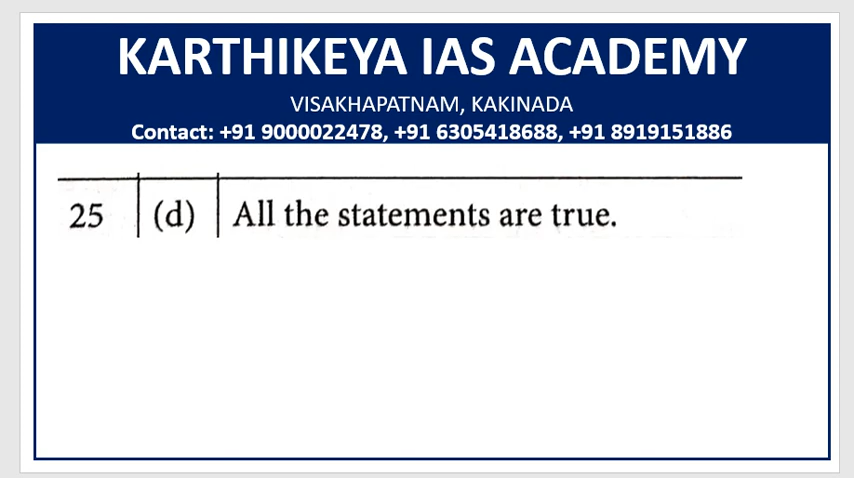 KARTHIKEYA IAS ACADEMY
VISAKHAPATNAM, KAKINADA
Contact: +91 9000022478, +91 6305418688, +91 8919151886
25 (d) All the statements are true.